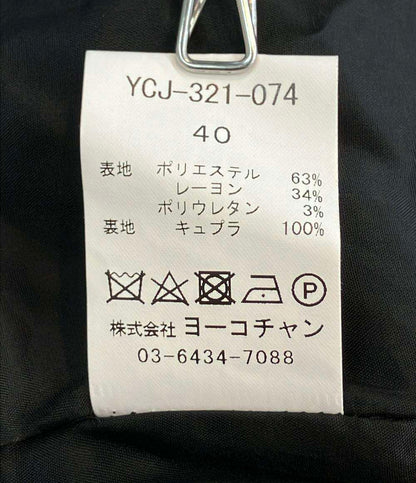 YCJ-321-074
40
表地 ポリエステル 63%
レーヨン 34%
ポリウレタン 3%
裏地 キュプラ 100%
P
株式会社 ヨーコチャン
03-6434-7088